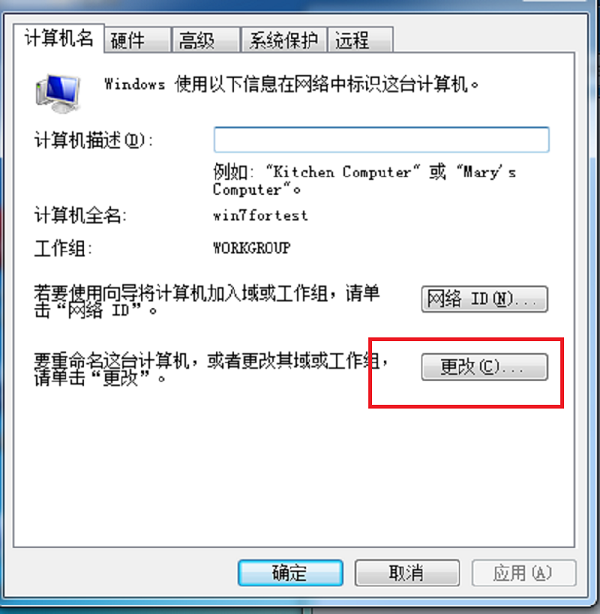 计算机名 硬件 高级 系统保护 远程
Windows 使用以下信息在网络中标识这台计算机。
计算机描述(D):
例如: "Kitchen Computer" 或 "Mary's
Computer"。
计算机全名: win7fortest
工作组: WORKGROUP
若要使用向导将计算机加入域或工作组，请单
击“网络 ID”。
网络 ID(N)...
要重命名这台计算机，或者更改其域或工作组，
请单击“更改”。
更改(C)...
确定 取消 应用(A)